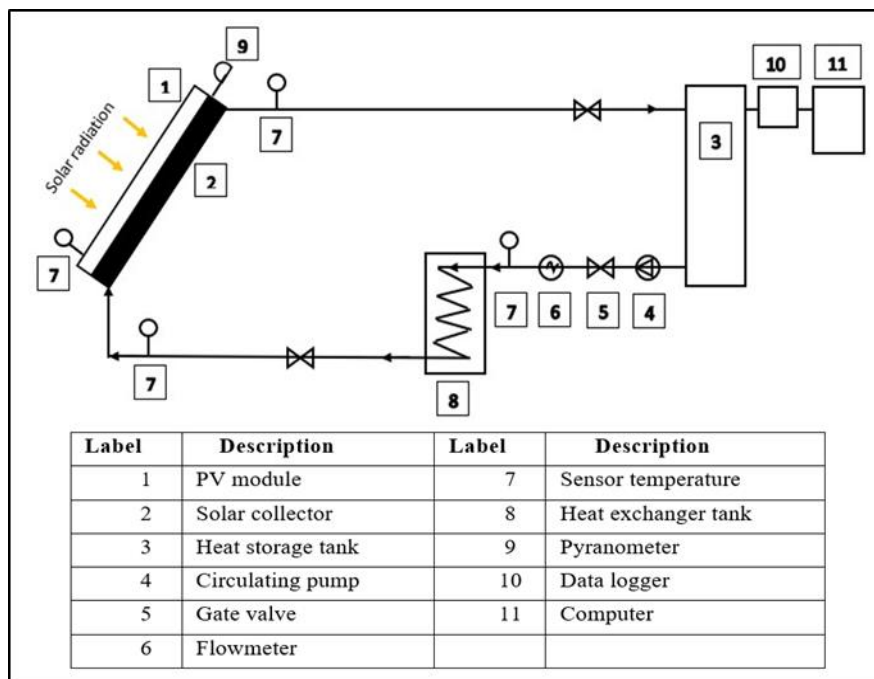 9
10
11
1
Solar radiation
7
3
2
7
7
6
5
4
7
8
Label Description Label Description
1 PV module 7 Sensor temperature
2 Solar collector 8 Heat exchanger tank
3 Heat storage tank 9 Pyranometer
4 Circulating pump 10 Data logger
5 Gate valve 11 Computer
6 Flowmeter